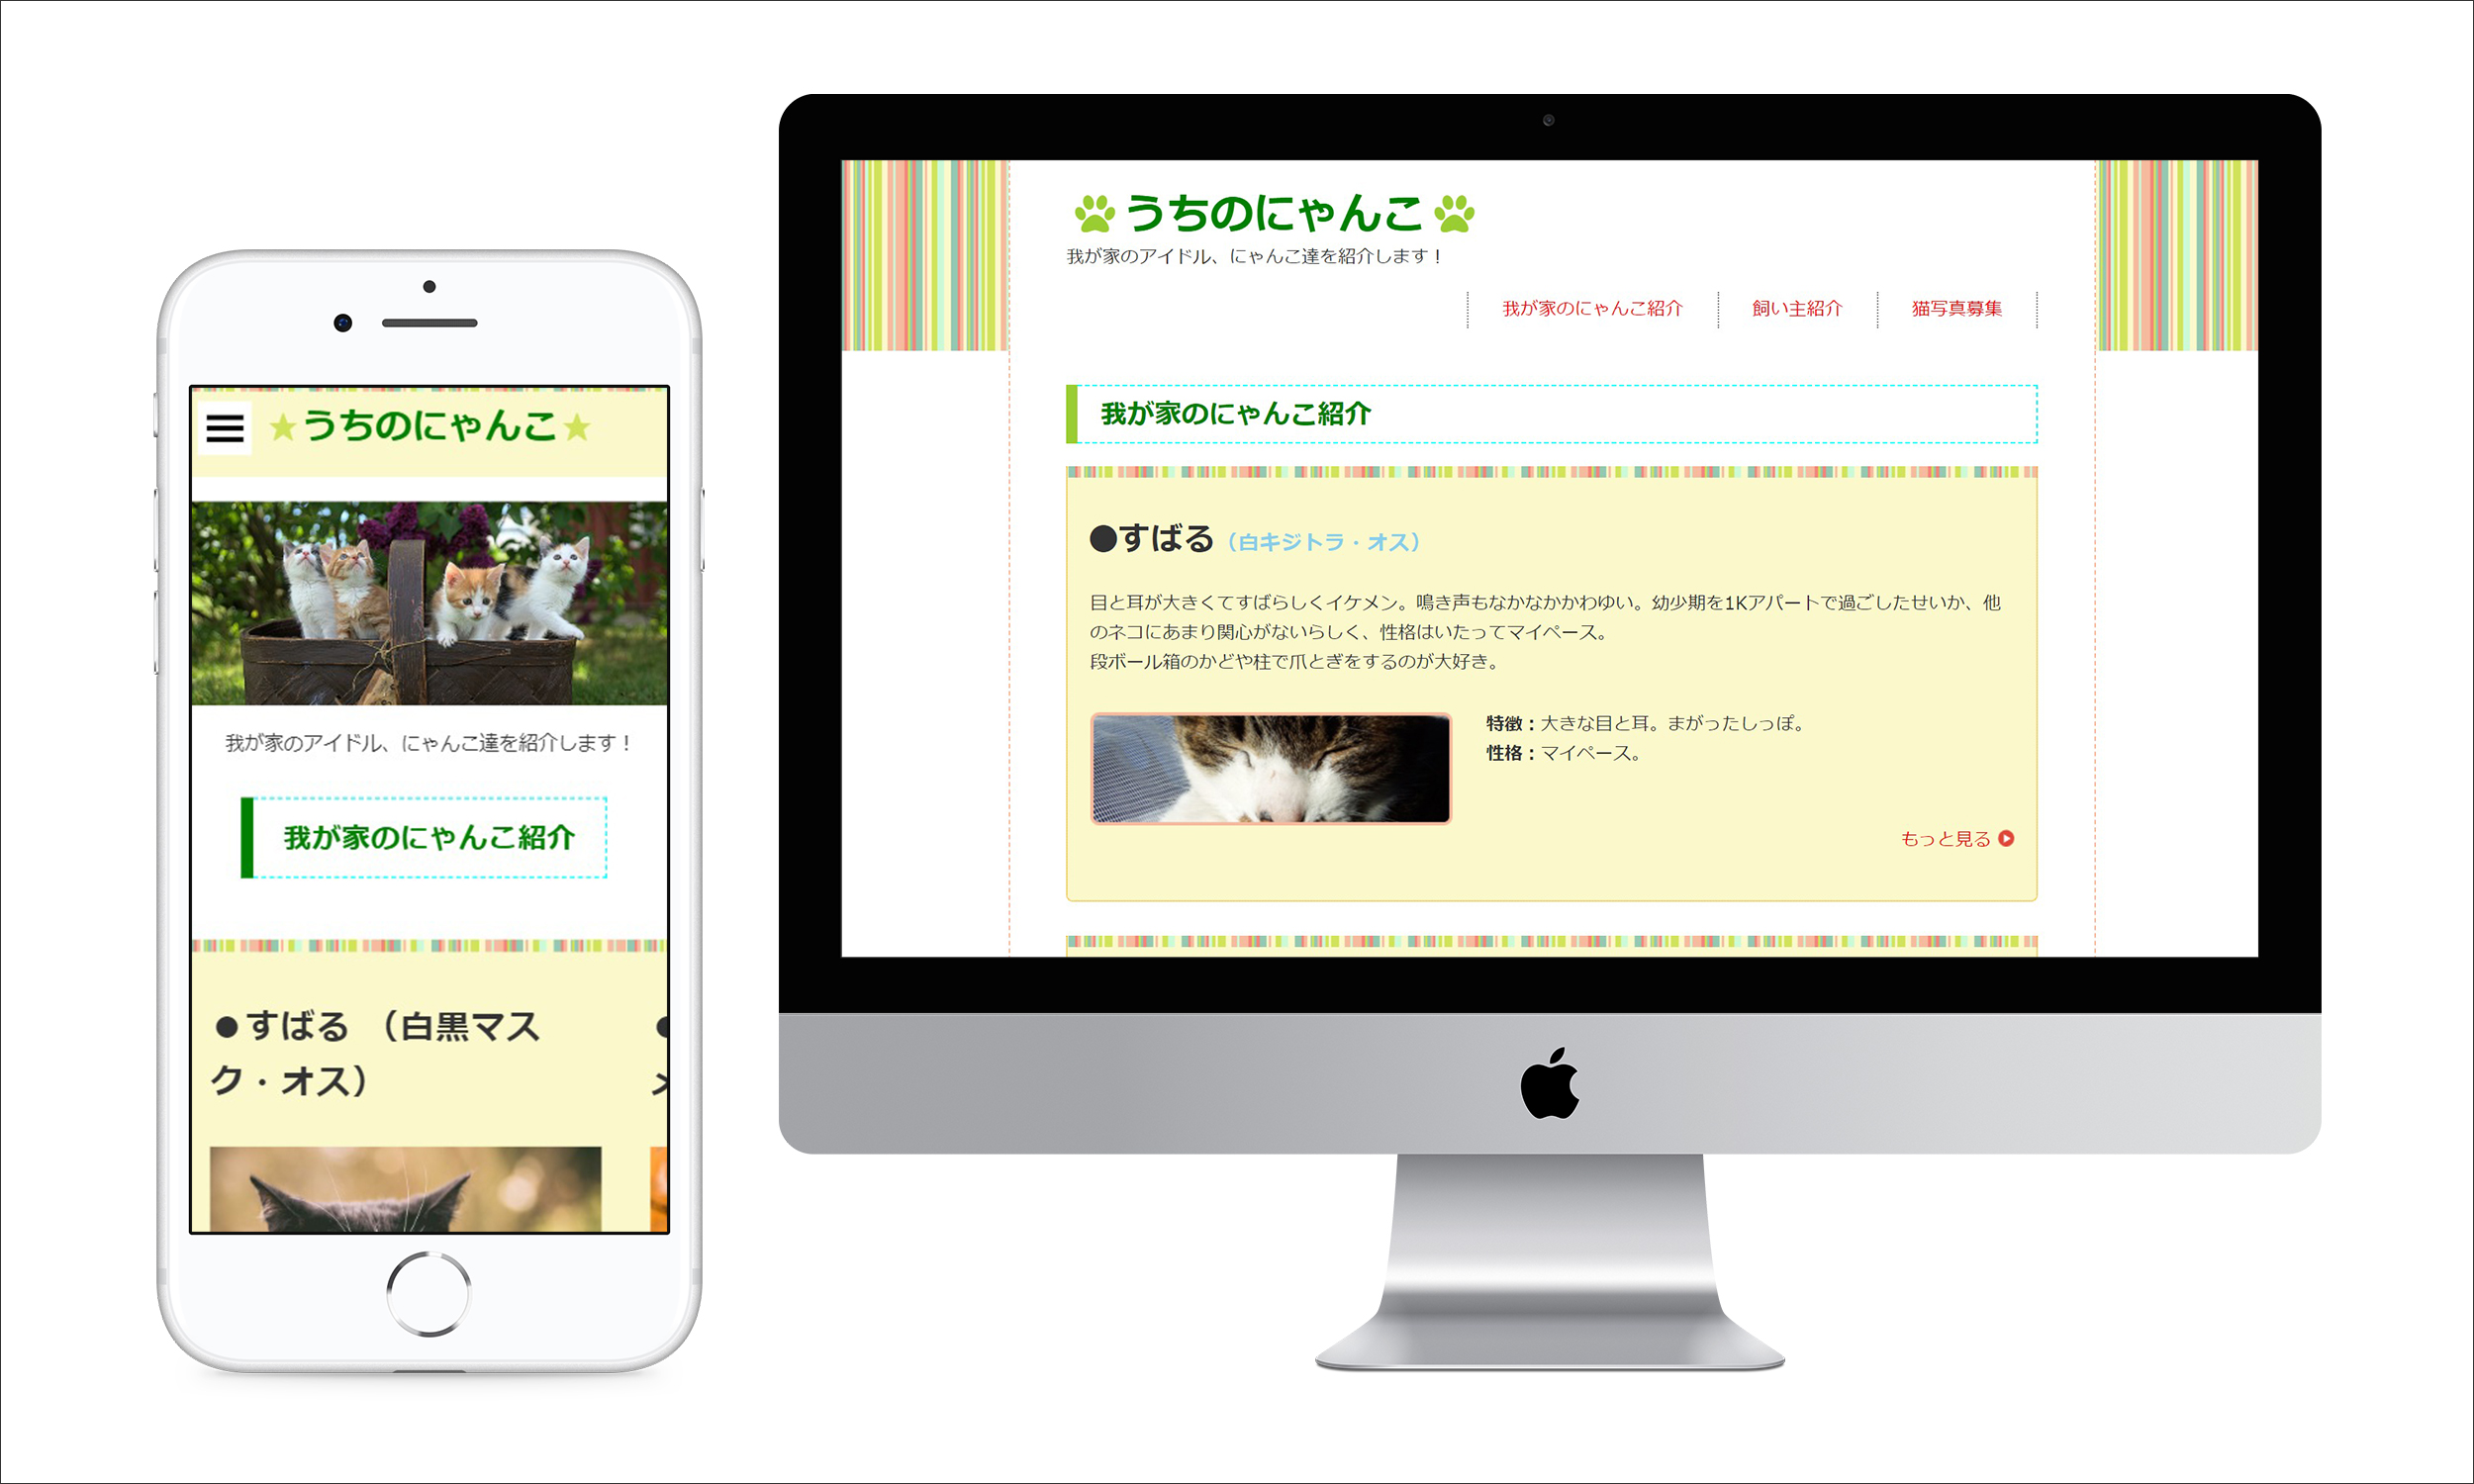 ★うちのにゃんこ★
我が家のアイドル、にゃんこ達を紹介します！
我が家のにゃんこ紹介
●すばる （白黒マス
ク・オス）
メ
うちのにゃんこ
我が家のアイドル、にゃんこ達を紹介します！
我が家のにゃんこ紹介
飼い主紹介
猫写真募集
我が家のにゃんこ紹介
●すばる（白キジトラ・オス）
目と耳が大きくてすばらしくイケメン。鳴き声もなかなかかわゆい。幼少期を1Kアパートで過ごしたせいか、他
のネコにあまり関心がないらしく、性格はいたってマイペース。
段ボール箱のかどや柱で爪とぎをするのが大好き。
特徴：大きな目と耳。まがったしっぽ。
性格：マイペース。
もっと見る